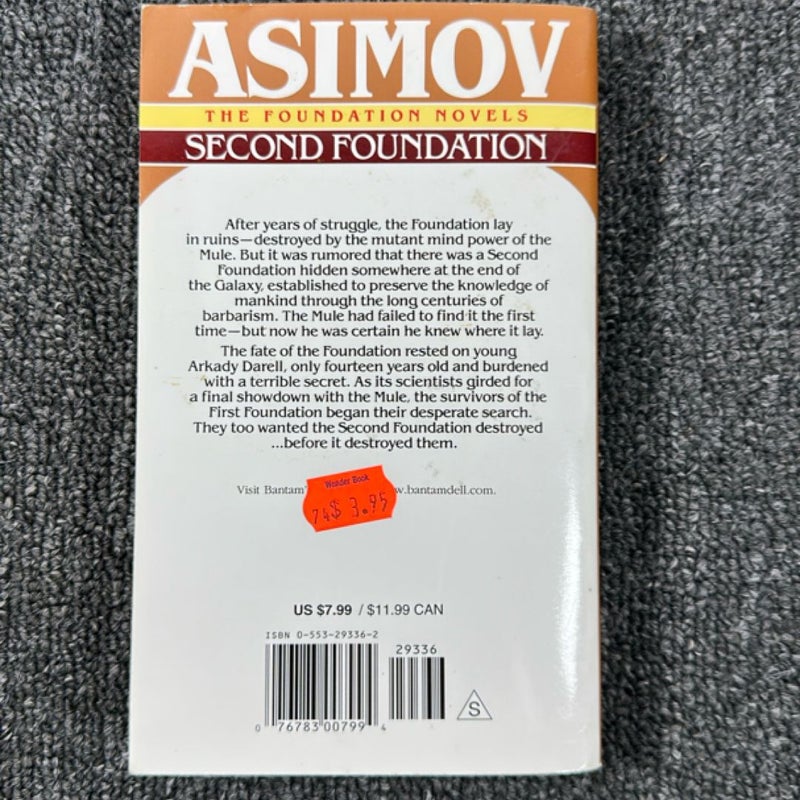 ASIMOV
THE FOUNDATION NOVELS
SECOND FOUNDATION
After years of struggle, the Foundation lay
in ruins—destroyed by the mutant mind power of the
Mule. But it was rumored that there was a Second
Foundation hidden somewhere at the end of
the Galaxy, established to preserve the knowledge of
mankind through the long centuries of
barbarism. The Mule had failed to find it the first
time—but now he was certain he knew where it lay.
The fate of the Foundation rested on young
Arkady Darell, only fourteen years old and burdened
with a terrible secret. As its scientists girded for
a final showdown with the Mule, the survivors of the
First Foundation began their desperate search.
They too wanted the Second Foundation destroyed
...before it destroyed them.
Visit Bantam' w.bantamdell.com.
Wonder Book
74$ 3.95
US $7.99 / $11.99 CAN
ISBN 0-553-29336-2
29336
0 76783 00799 4
S